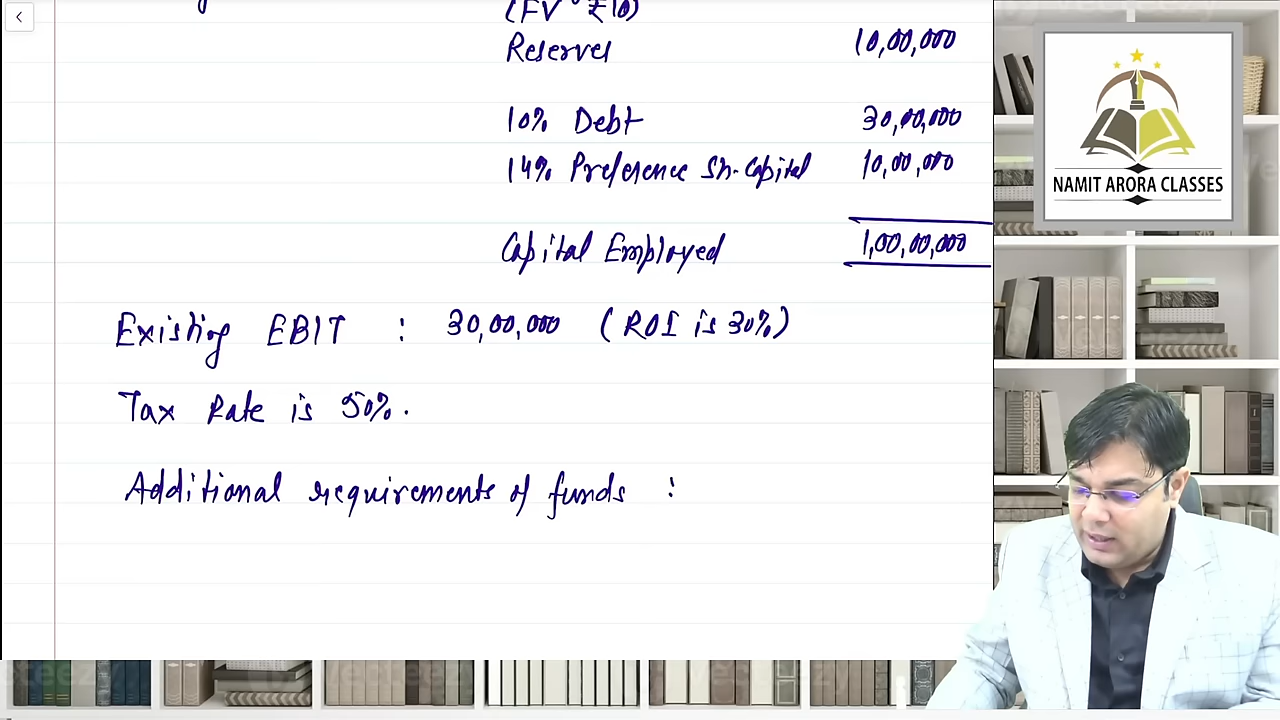 (FV ₹10)
Reserves 10,00,000
10% Debt 30,00,000
14% Preference Sh. Capital 10,00,000
Capital Employed 1,00,00,000
Existing EBIT : 30,00,000 (ROI is 30%)
Tax Rate is 50%.
Additional requirements of funds :
NAMIT ARORA CLASSES